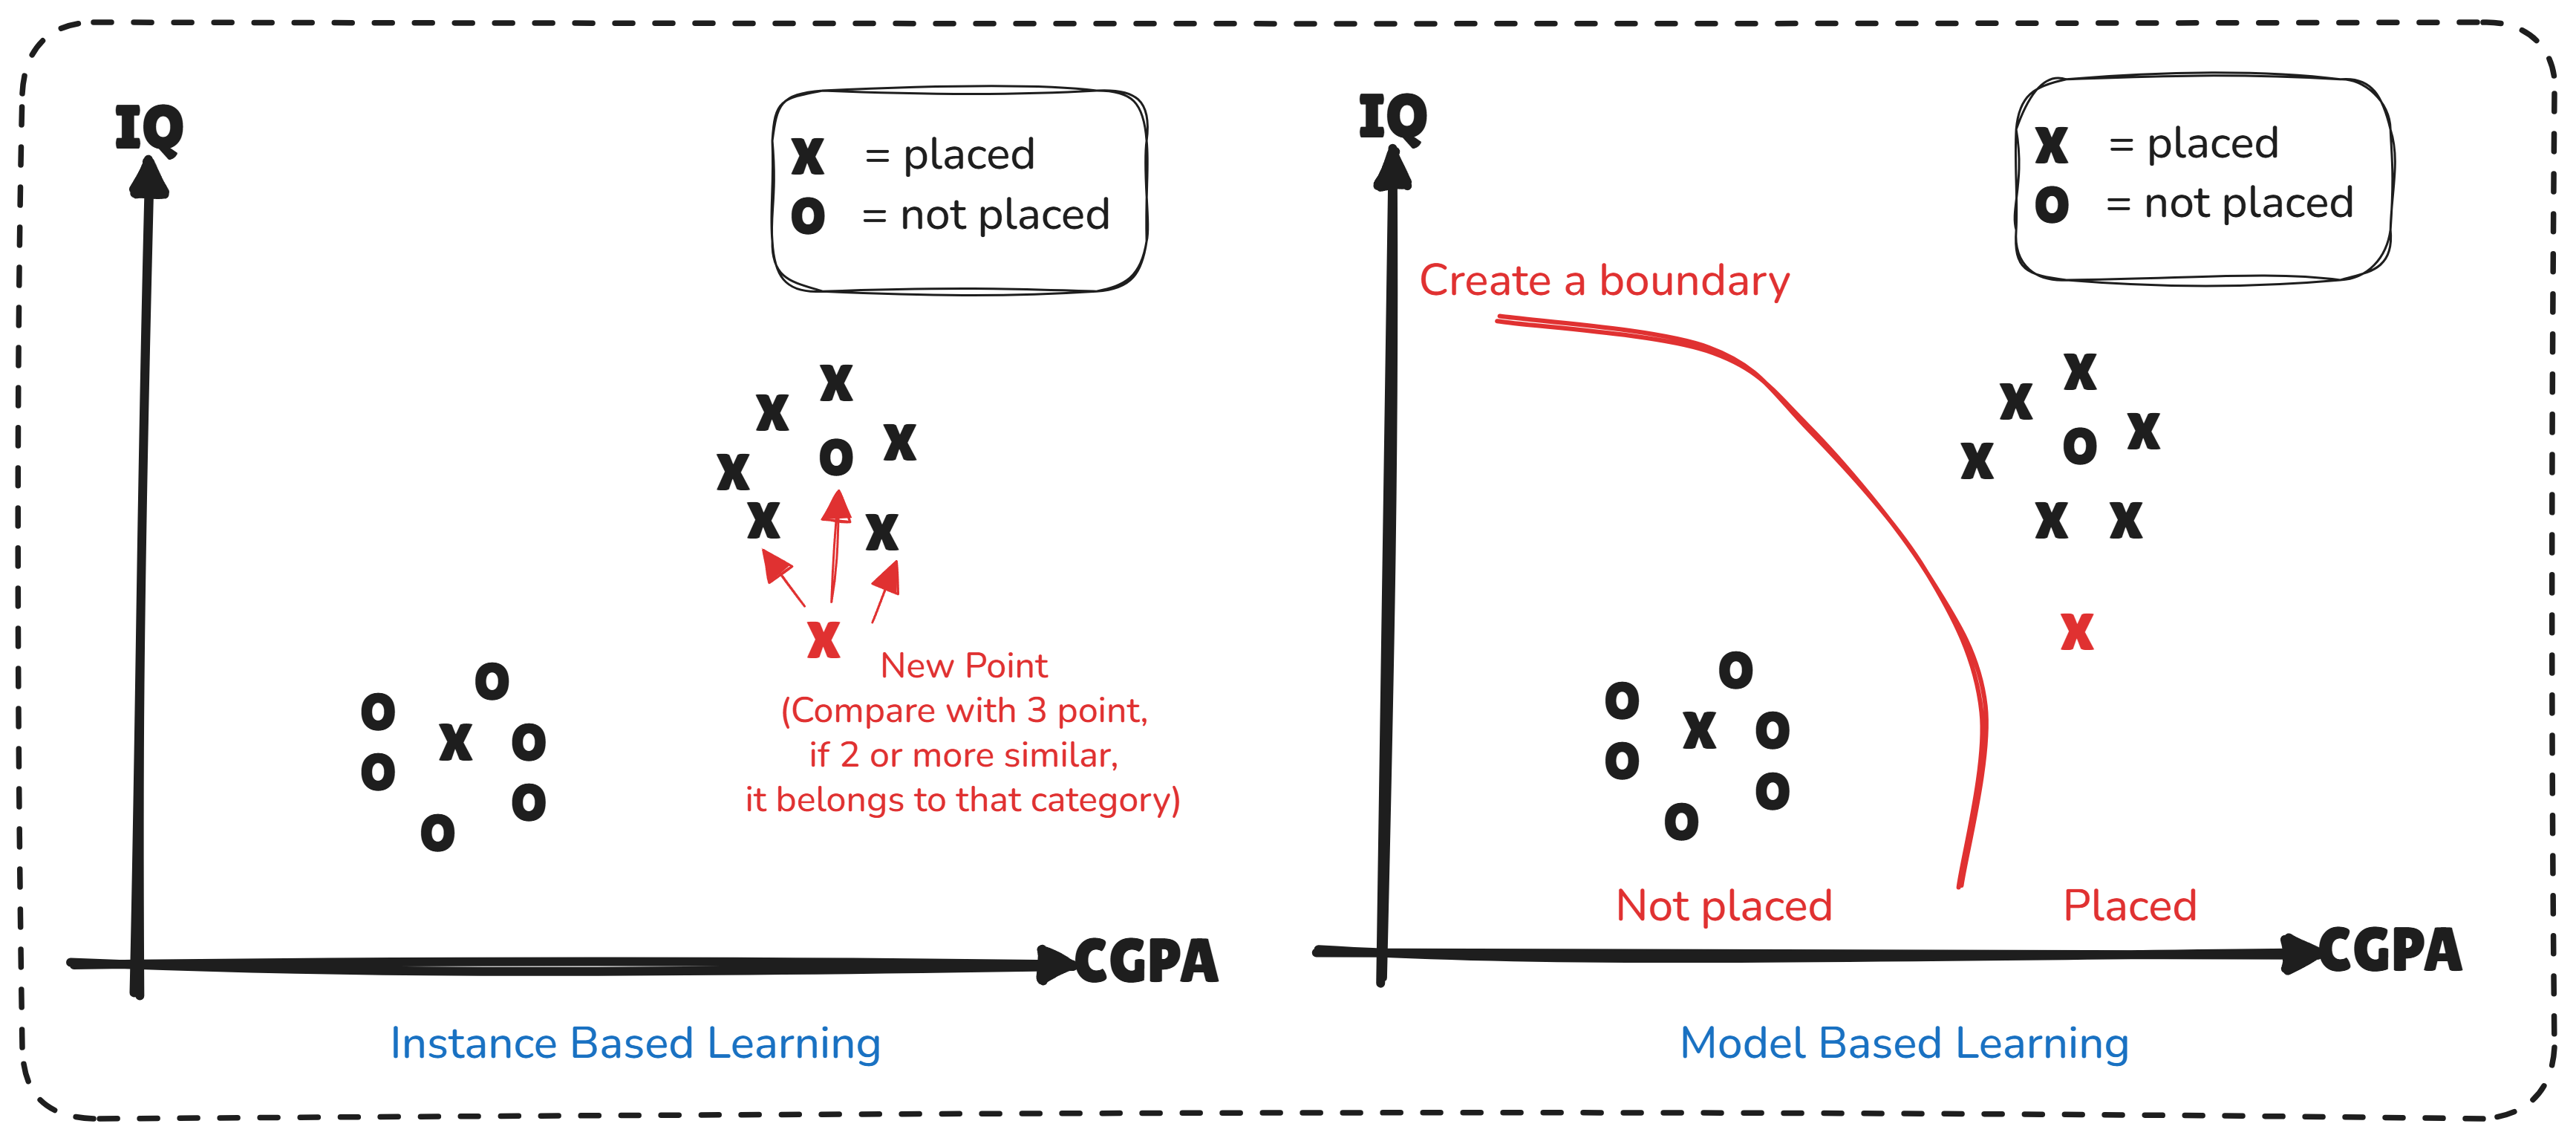 IQ
X = placed
O = not placed
X
X
X
O
X
X
X
X
New Point
(Compare with 3 point,
if 2 or more similar,
it belongs to that category)
O
O
X
O
O
O
O
CGPA
Instance Based Learning
IQ
X = placed
O = not placed
Create a boundary
X
X
X
O
X
X X
X
O
O
X O
O
O
O
Not placed
Placed
CGPA
Model Based Learning